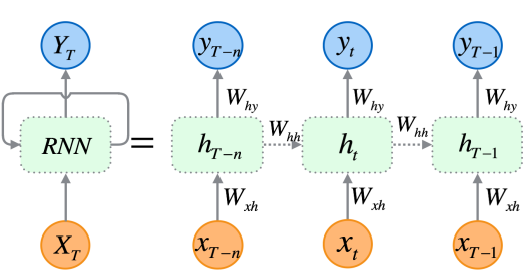 Y_T y_{T-n} y_t y_{T-1}
W_{hy} W_{hy} W_{hy}
RNN = h_{T-n} W_{hh} h_t W_{hh} h_{T-1}
W_{xh} W_{xh} W_{xh}
X_T x_{T-n} x_t x_{T-1}